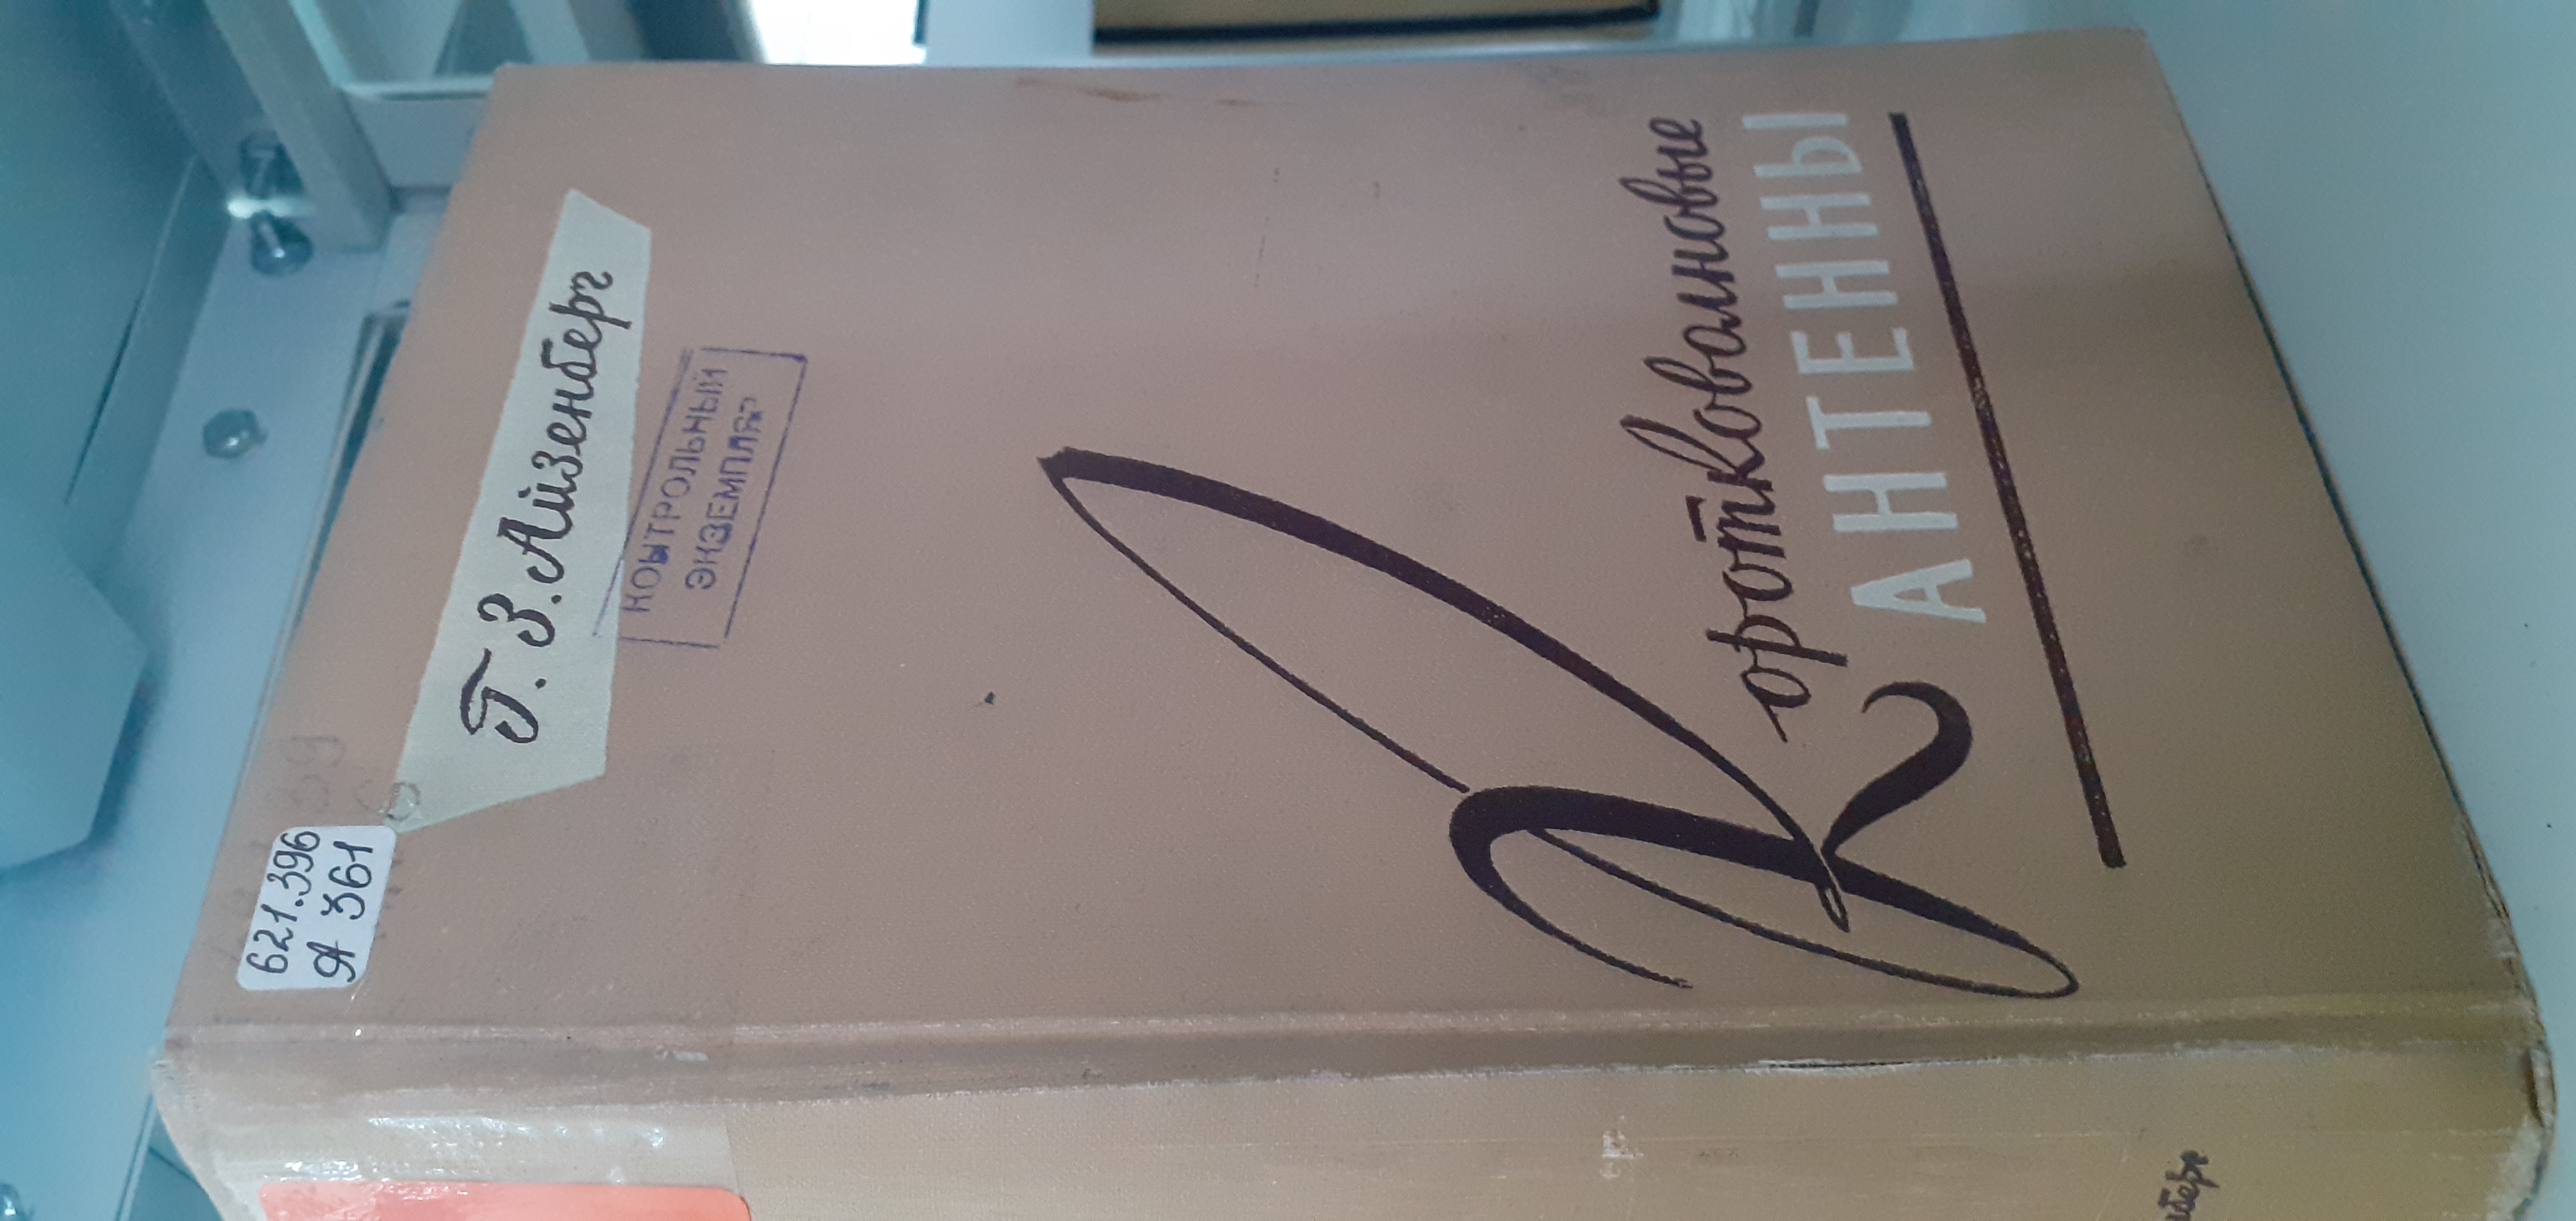 621.396
А 361
Г. З. Айзенберг
КОНТРОЛЬНЫЙ
ЭКЗЕМПЛЯР
Коротковолновые
АНТЕННЫ